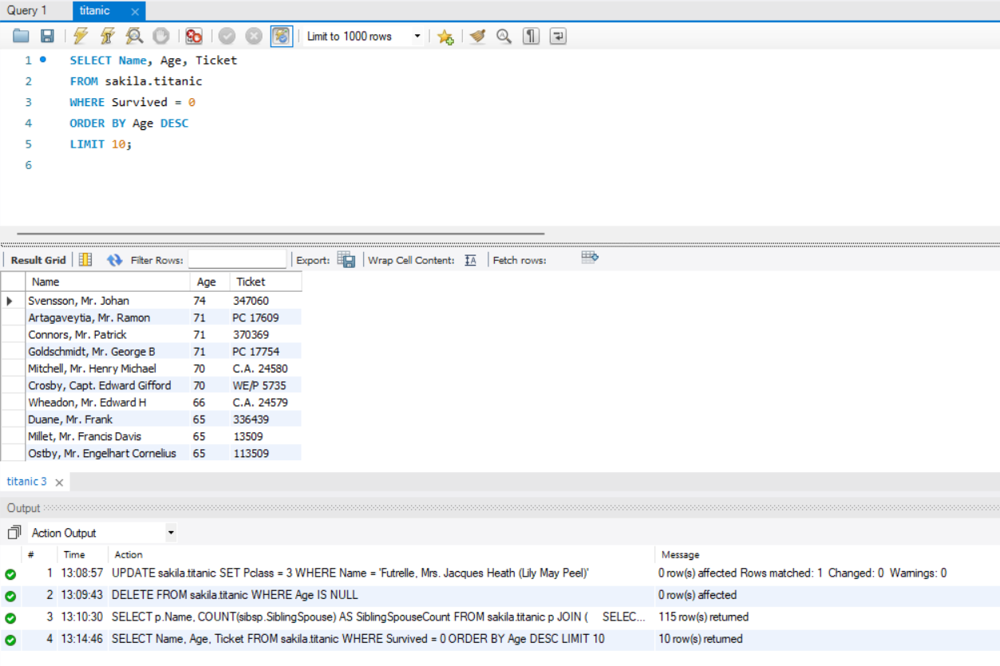 Query 1 titanic
Limit to 1000 rows
1 SELECT Name, Age, Ticket
2 FROM sakila.titanic
3 WHERE Survived = 0
4 ORDER BY Age DESC
5 LIMIT 10;
6
Result Grid Filter Rows: Export: Wrap Cell Content: Fetch rows:
Name Age Ticket
Svensson, Mr. Johan 74 347060
Artagaveytia, Mr. Ramon 71 PC 17609
Connors, Mr. Patrick 71 370369
Goldschmidt, Mr. George B 71 PC 17754
Mitchell, Mr. Henry Michael 70 C.A. 24580
Crosby, Capt. Edward Gifford 70 WE/P 5735
Wheadon, Mr. Edward H 66 C.A. 24579
Duane, Mr. Frank 65 336439
Millet, Mr. Francis Davis 65 13509
Ostby, Mr. Engelhart Cornelius 65 113509
titanic 3
Output
Action Output
# Time Action Message
1 13:08:57 UPDATE sakila.titanic SET Pclass = 3 WHERE Name = 'Futrelle, Mrs. Jacques Heath (Lily May Peel)' 0 row(s) affected Rows matched: 1 Changed: 0 Warnings: 0
2 13:09:43 DELETE FROM sakila.titanic WHERE Age IS NULL 0 row(s) affected
3 13:10:30 SELECT p.Name, COUNT(sibsp.SiblingSpouse) AS SiblingSpouseCount FROM sakila.titanic p JOIN ( SELEC... 115 row(s) returned
4 13:14:46 SELECT Name, Age, Ticket FROM sakila.titanic WHERE Survived = 0 ORDER BY Age DESC LIMIT 10 10 row(s) returned